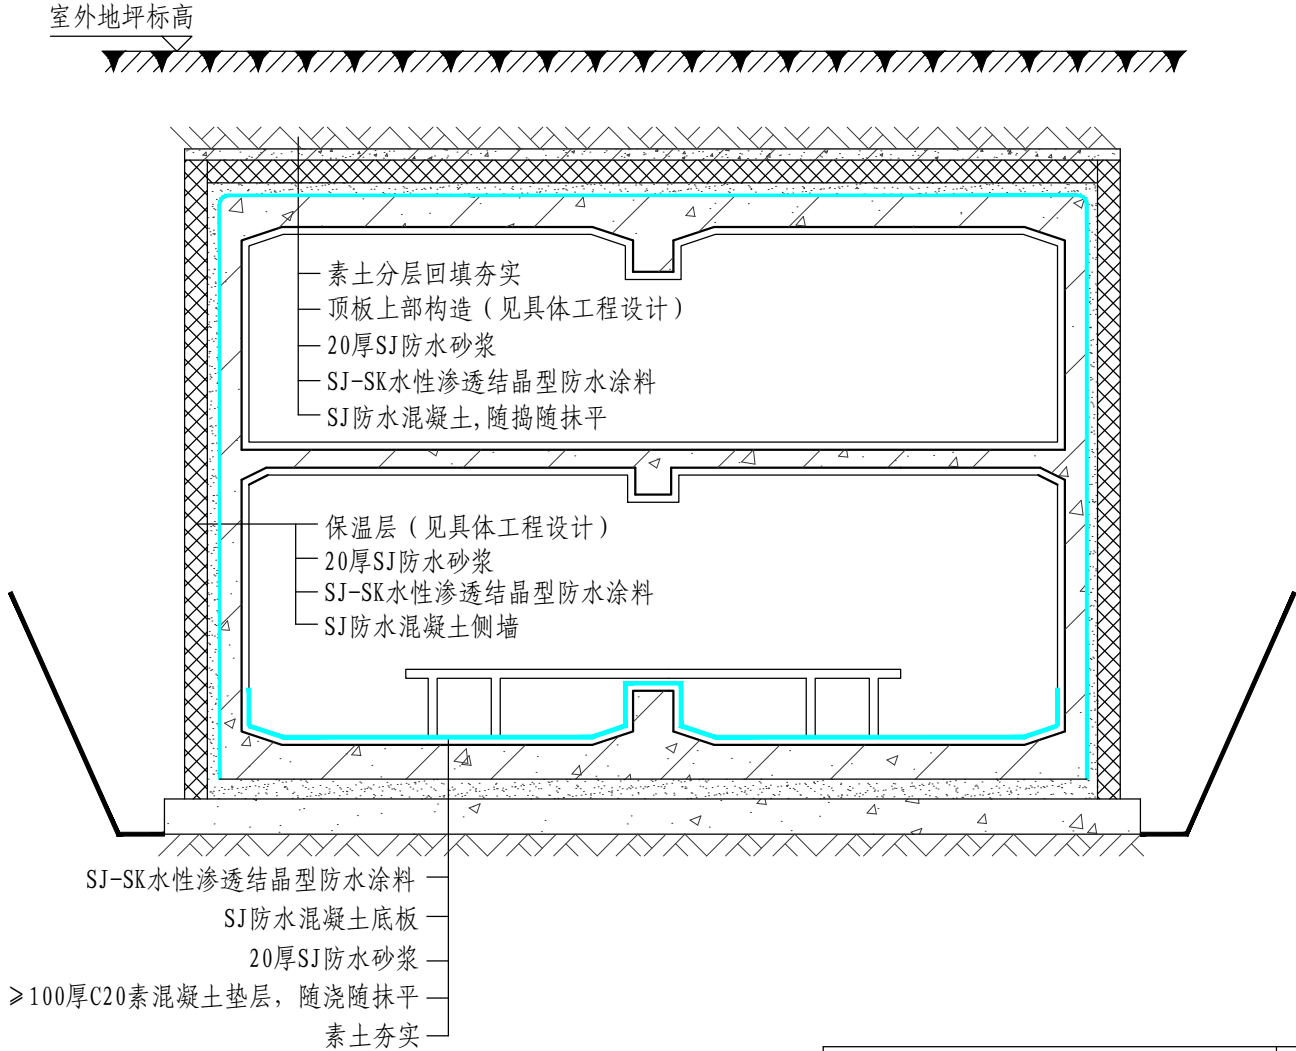 室外地坪标高
素土分层回填夯实
顶板上部构造（见具体工程设计）
20厚SJ防水砂浆
SJ-SK水性渗透结晶型防水涂料
SJ防水混凝土,随捣随抹平
保温层（见具体工程设计）
20厚SJ防水砂浆
SJ-SK水性渗透结晶型防水涂料
SJ防水混凝土侧墙
SJ-SK水性渗透结晶型防水涂料
SJ防水混凝土底板
20厚SJ防水砂浆
≥100厚C20素混凝土垫层，随浇随抹平
素土夯实